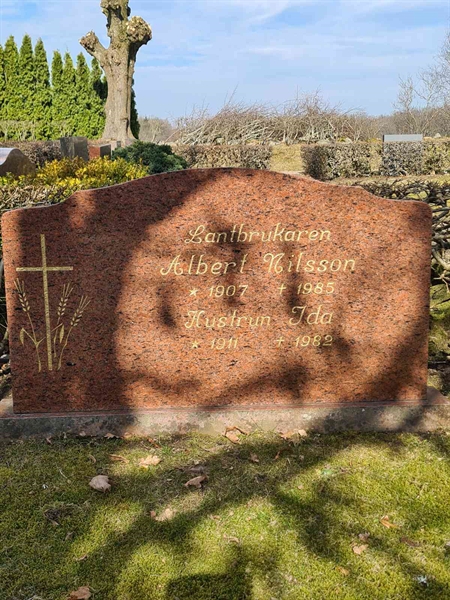 Lantbrukaren
Albert Nilsson
* 1907 † 1985
Hustrun Ida
* 1911 † 1982